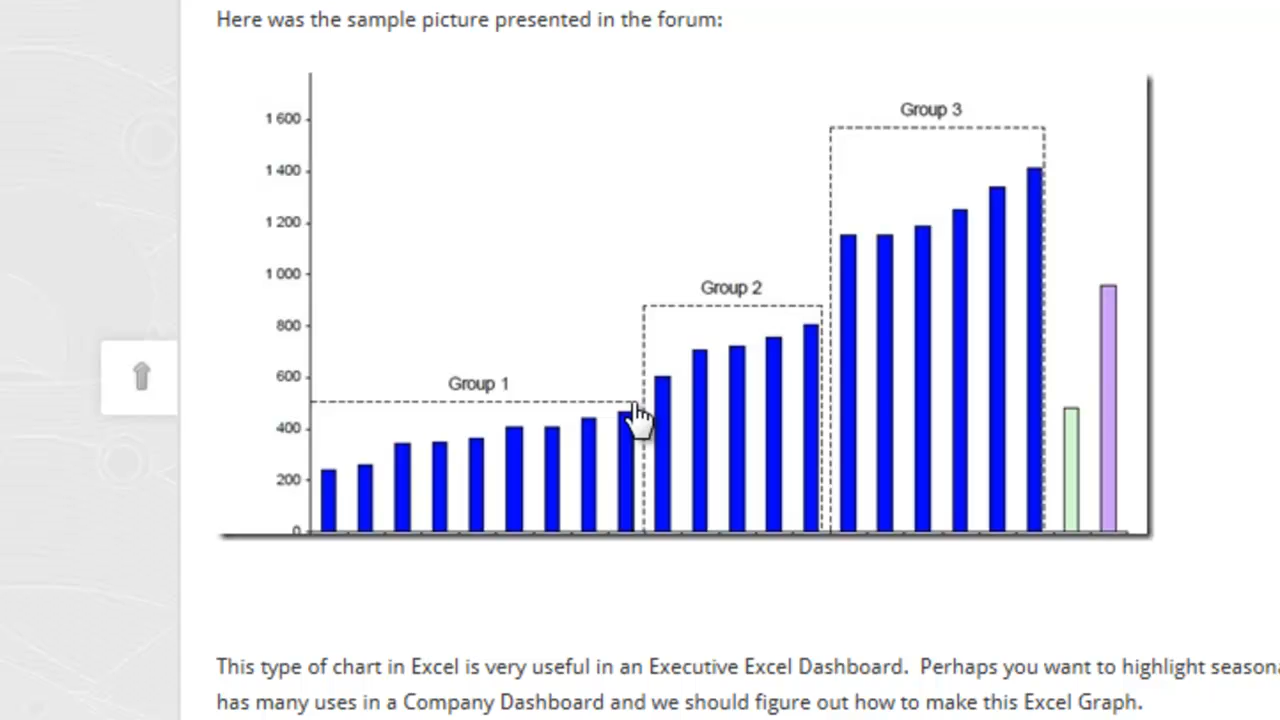 Here was the sample picture presented in the forum:
Group 3
1 600
1 400
1 200
1 000
Group 2
800
600
Group 1
400
200
0
This type of chart in Excel is very useful in an Executive Excel Dashboard. Perhaps you want to highlight
has many uses in a Company Dashboard and we should figure out how to make this Excel Graph.